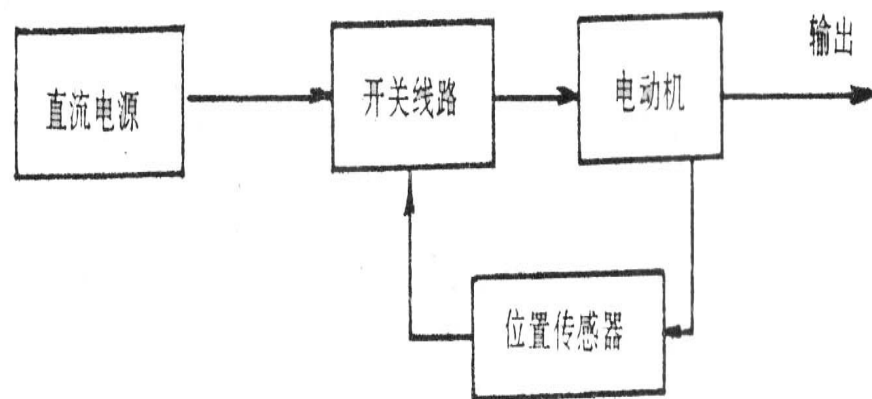 输出
直流电源
开关线路
电动机
位置传感器